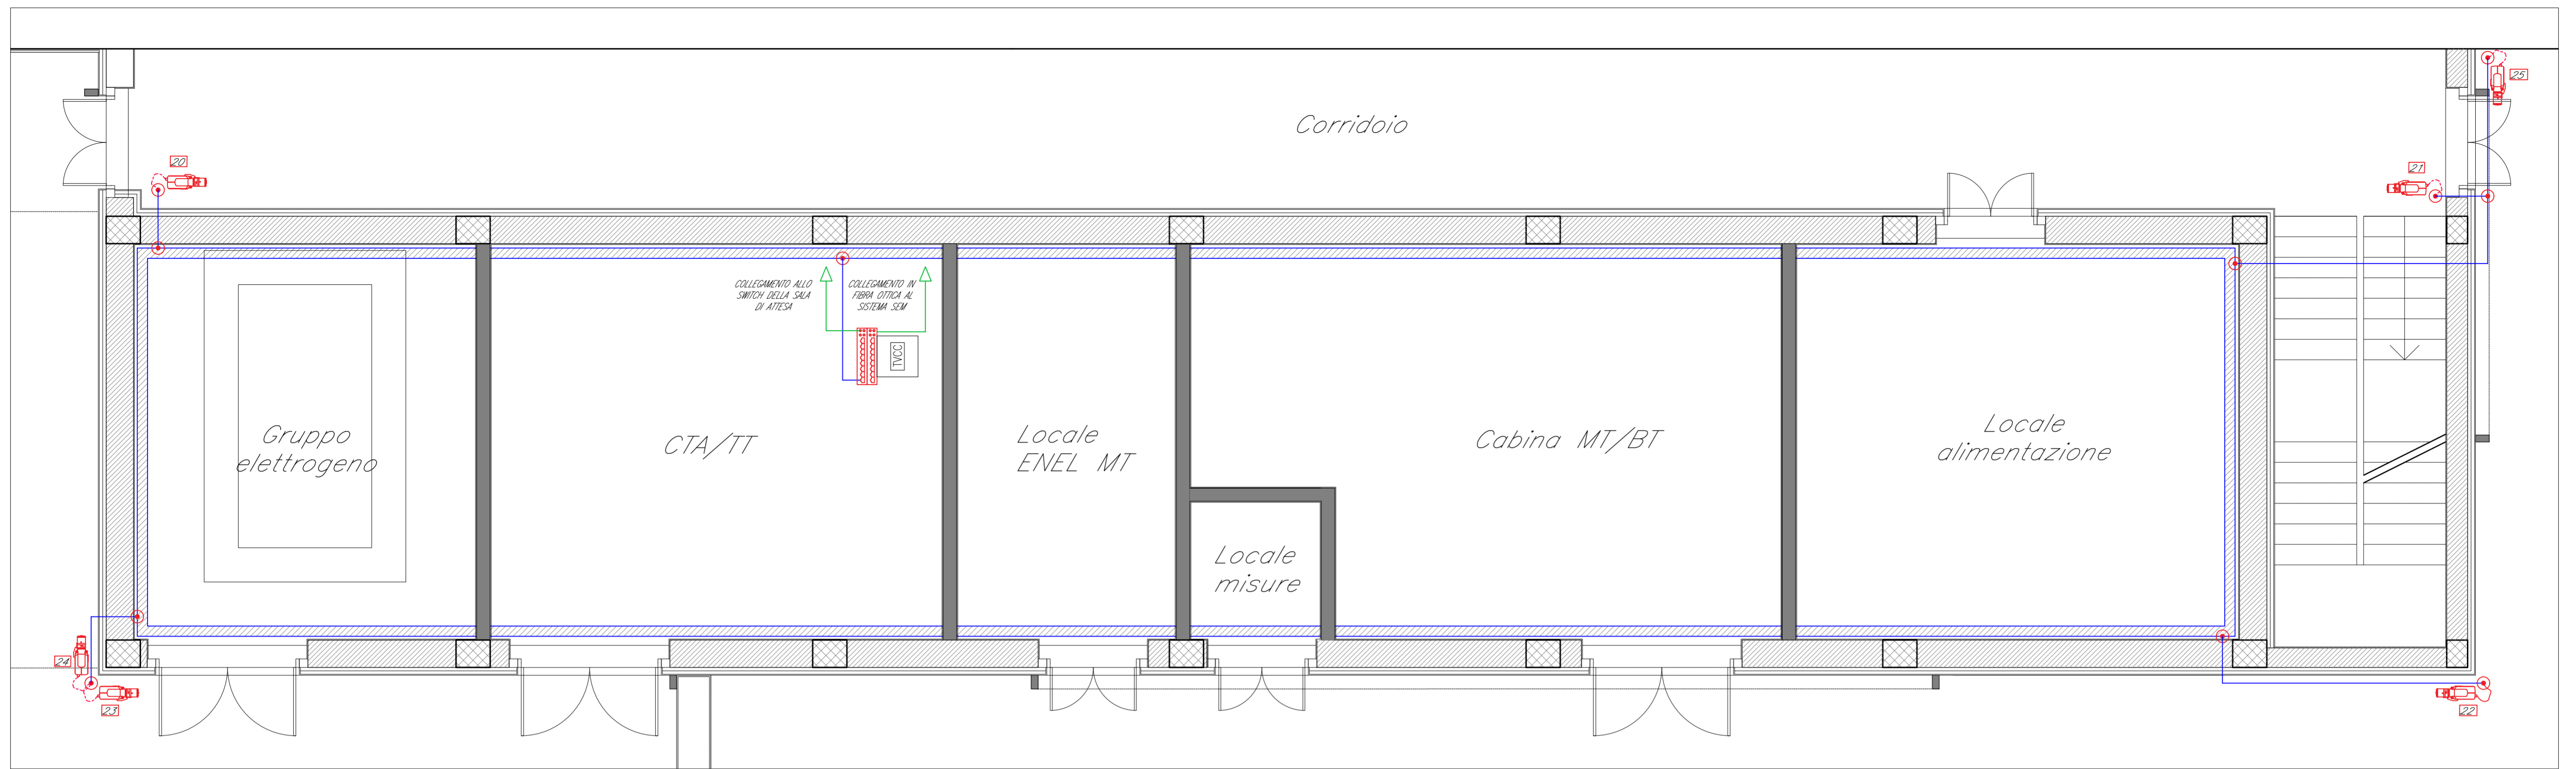 25
Corridoio
20
21
COLLEGAMENTO ALLO
SWITCH DELLA SALA
DI ATTESA
COLLEGAMENTO IN
FIBRA OTTICA AL
SISTEMA SEM
TVCC
Gruppo
elettrogeno
CTA/TT
Locale
ENEL MT
Cabina MT/BT
Locale
alimentazione
Locale
misure
24
23
22